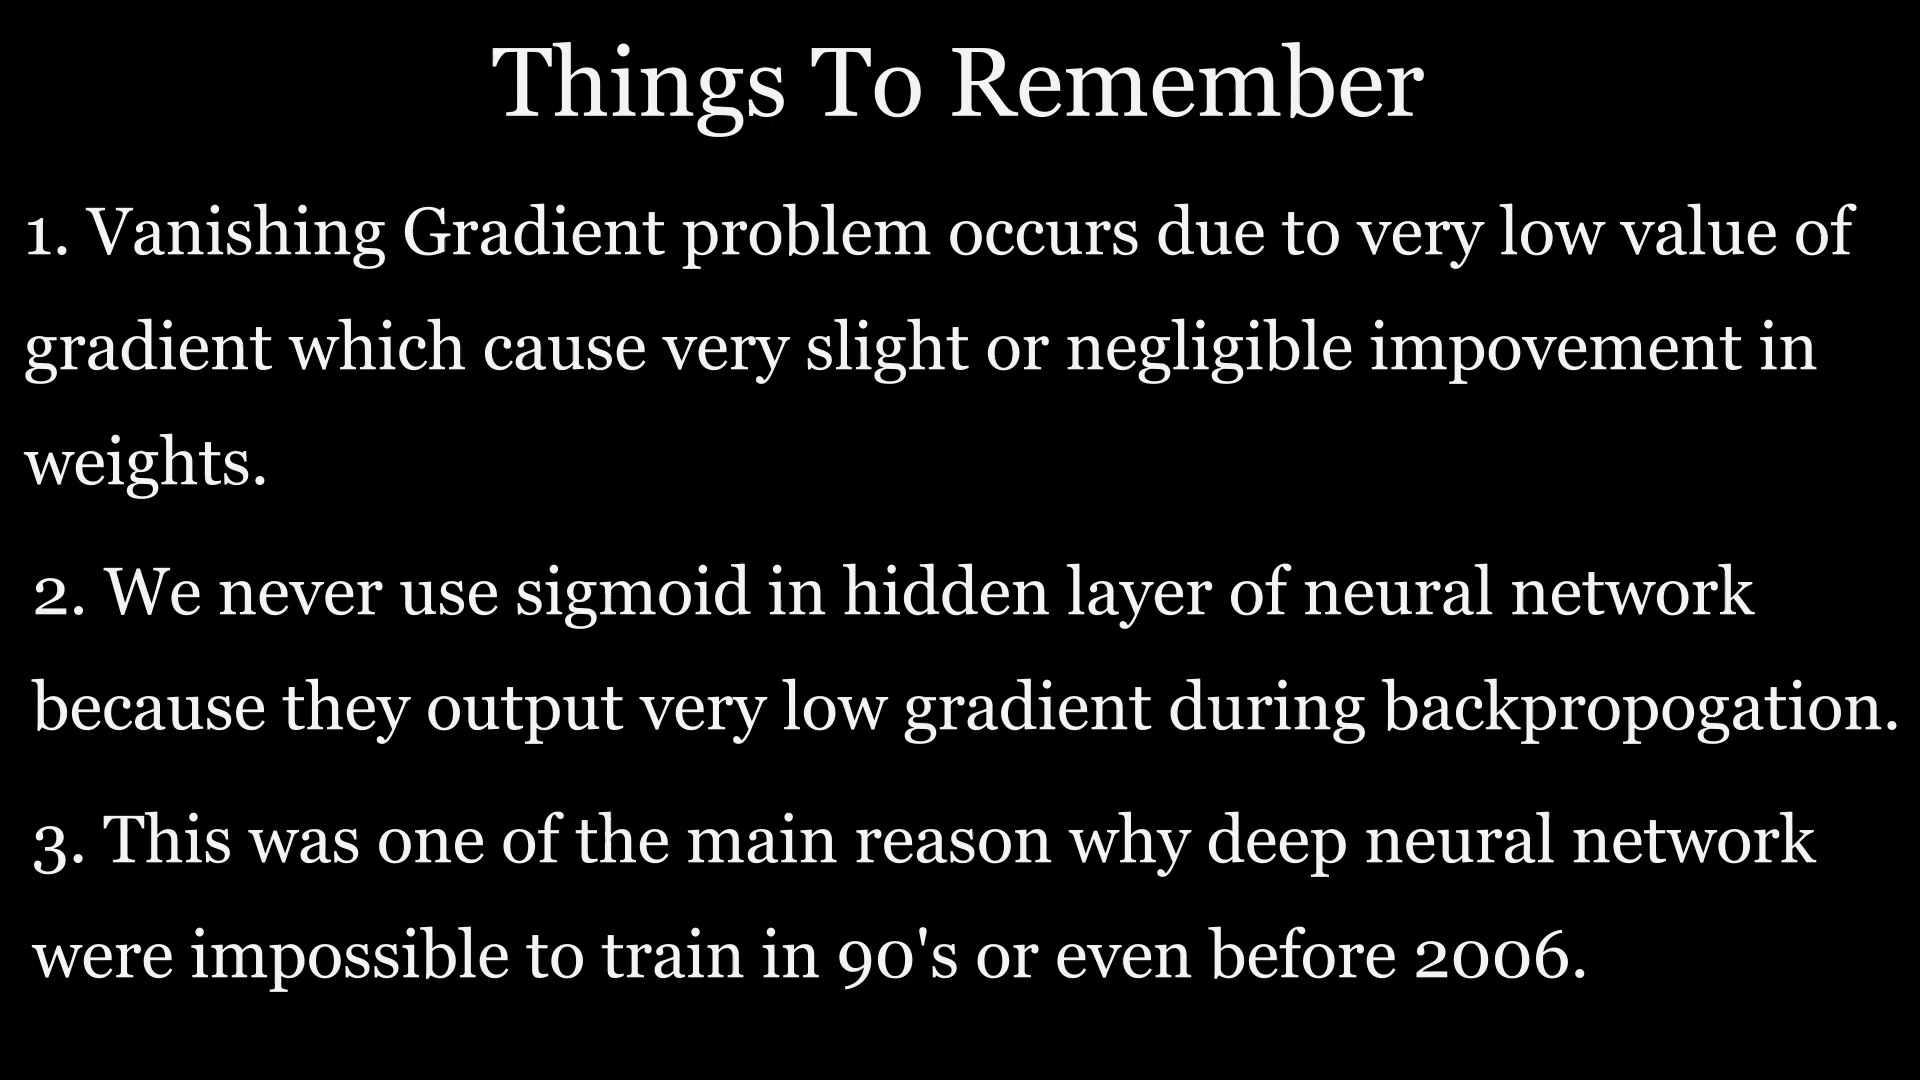 Things To Remember
1. Vanishing Gradient problem occurs due to very low value of
gradient which cause very slight or negligible impovement in
weights.
2. We never use sigmoid in hidden layer of neural network
because they output very low gradient during backpropogation.
3. This was one of the main reason why deep neural network
were impossible to train in 90's or even before 2006.